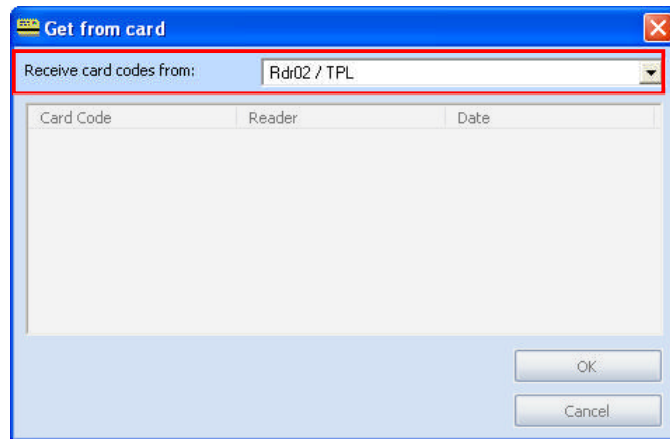 Get from card
Receive card codes from: Rdr02 / TPL
Card Code Reader Date
OK
Cancel